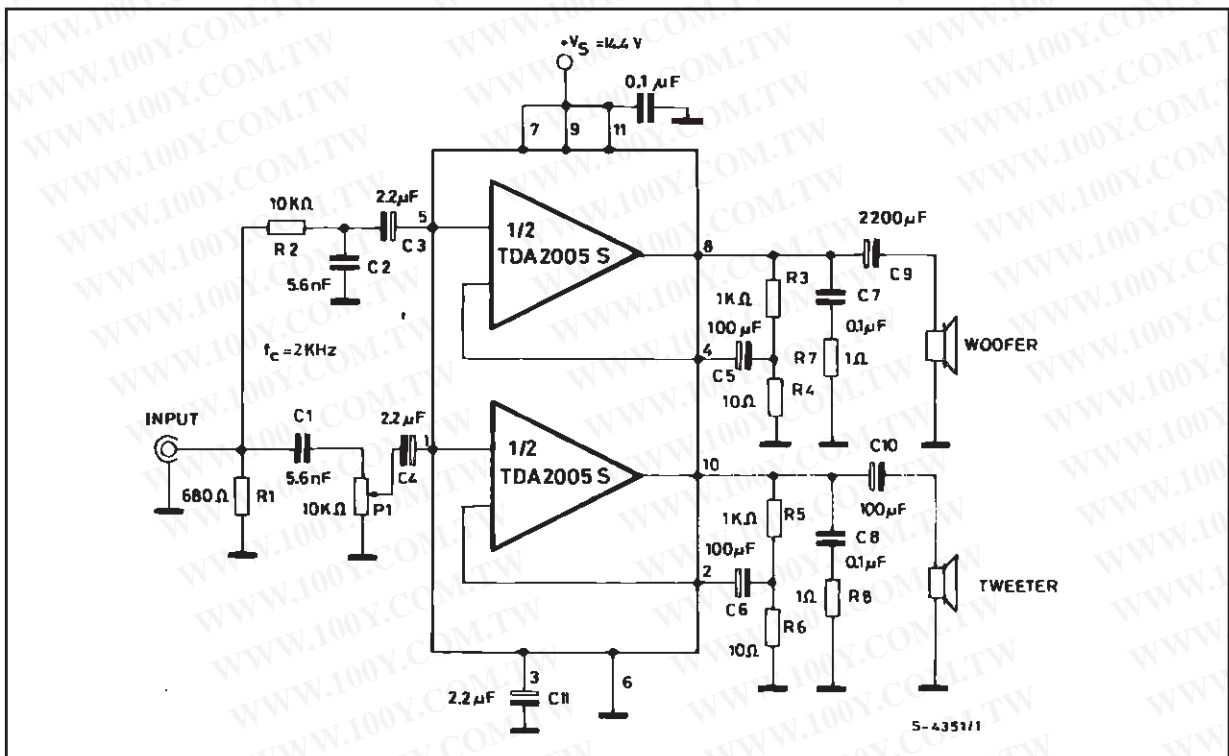 +VS =14.4 V
0.1 µF
7
9
11
10KΩ
R2
2.2µF
C3
5
5.6nF
C2
1/2
TDA2005 S
8
2200µF
C9
R3
1KΩ
C7
0.1µF
100µF
C5
4
R7
1Ω
R4
10Ω
WOOFER
fc =2KHz
INPUT
C1
5.6nF
2.2µF
C4
1
680Ω
R1
10KΩ
P1
1/2
TDA2005 S
10
C10
100µF
R5
1KΩ
C8
0.1µF
100µF
C6
2
1Ω
R8
R6
10Ω
TWEETER
3
2.2µF
C11
6
S-4351/1
WWW.100Y.COM.TW